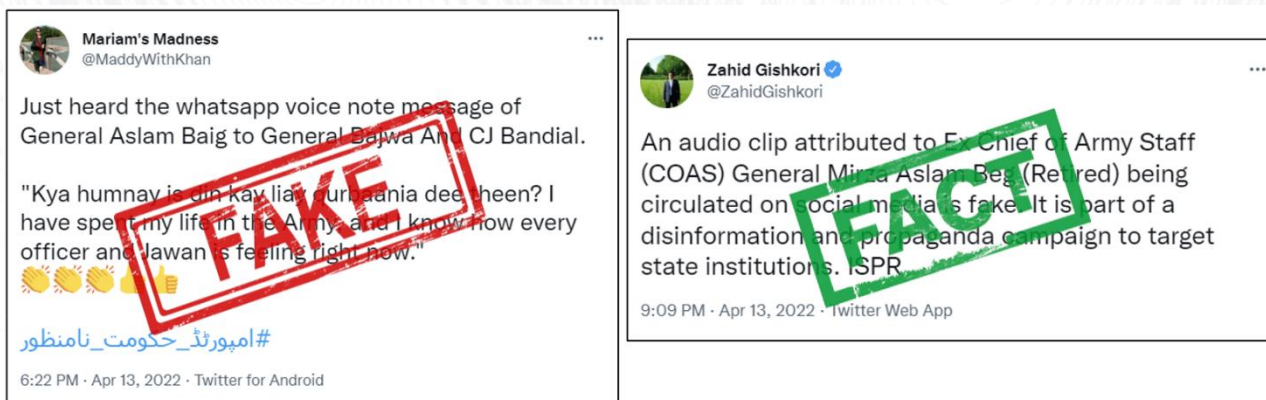 Mariam's Madness
@MaddyWithKhan
Just heard the whatsapp voice note message of
General Aslam Baig to General Bajwa And CJ Bandial.
"Kya humnay is din kay liay qurbaania dee theen? I
have spent my life in the Army, and I know how every
officer and Jawan is feeling right now."
#امپورٹڈ_حکومت_نامنظور
6:22 PM · Apr 13, 2022 · Twitter for Android
FAKE
Zahid Gishkori
@ZahidGishkori
An audio clip attributed to Ex Chief of Army Staff
(COAS) General Mirza Aslam Beg (Retired) being
circulated on social media is fake. It is part of a
disinformation and propaganda campaign to target
state institutions. ISPR
9:09 PM · Apr 13, 2022 · Twitter Web App
FACT